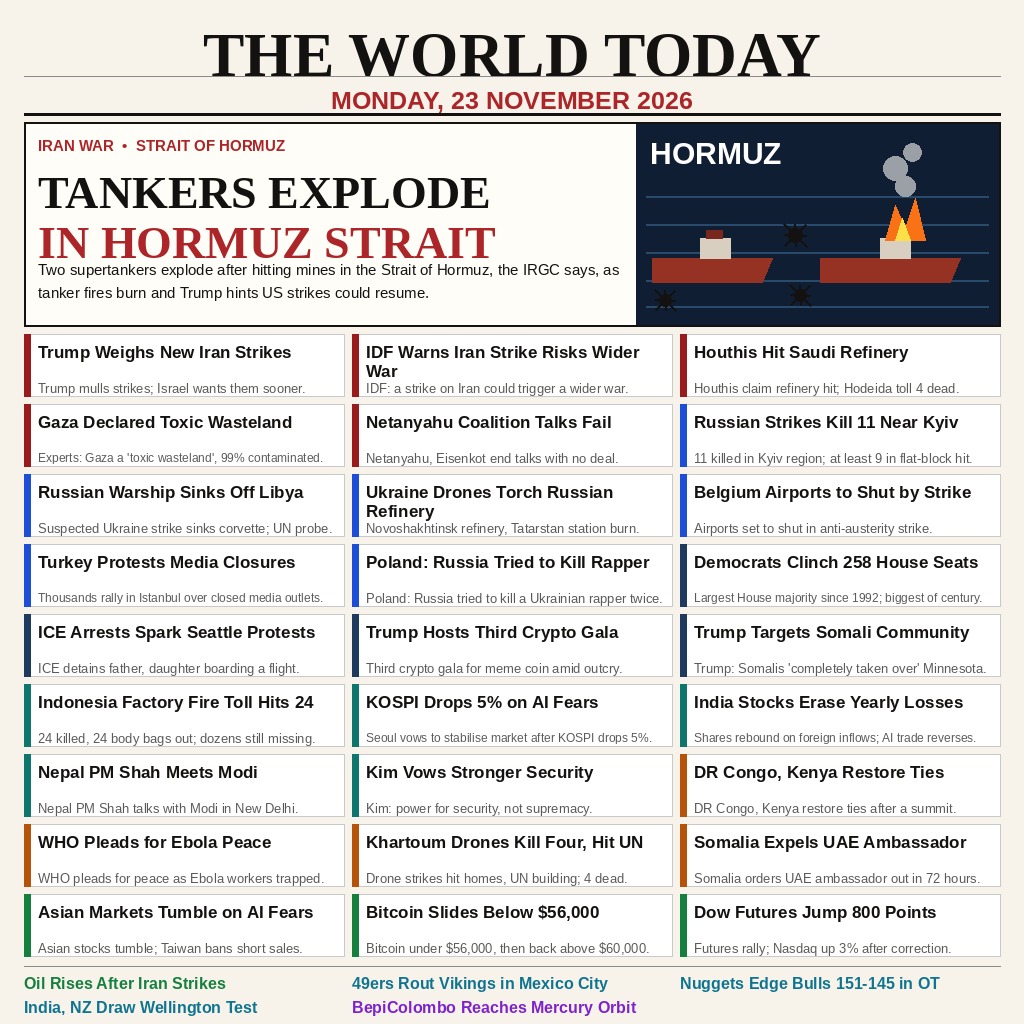 THE WORLD TODAY
MONDAY, 23 NOVEMBER 2026
IRAN WAR • STRAIT OF HORMUZ
TANKERS EXPLODE
IN HORMUZ STRAIT
Two supertankers explode after hitting mines in the Strait of Hormuz, the IRGC says, as
tanker fires burn and Trump hints US strikes could resume.
HORMUZ
Trump Weighs New Iran Strikes
Trump mulls strikes; Israel wants them sooner.
IDF Warns Iran Strike Risks Wider
War
IDF: a strike on Iran could trigger a wider war.
Houthis Hit Saudi Refinery
Houthis claim refinery hit; Hodeida toll 4 dead.
Gaza Declared Toxic Wasteland
Experts: Gaza a 'toxic wasteland', 99% contaminated.
Netanyahu Coalition Talks Fail
Netanyahu, Eisenkot end talks with no deal.
Russian Strikes Kill 11 Near Kyiv
11 killed in Kyiv region; at least 9 in flat-block hit.
Russian Warship Sinks Off Libya
Suspected Ukraine strike sinks corvette; UN probe.
Ukraine Drones Torch Russian
Refinery
Novoshakhtinsk refinery, Tatarstan station burn.
Belgium Airports to Shut by Strike
Airports set to shut in anti-austerity strike.
Turkey Protests Media Closures
Thousands rally in Istanbul over closed media outlets.
Poland: Russia Tried to Kill Rapper
Poland: Russia tried to kill a Ukrainian rapper twice.
Democrats Clinch 258 House Seats
Largest House majority since 1992; biggest of century.
ICE Arrests Spark Seattle Protests
ICE detains father, daughter boarding a flight.
Trump Hosts Third Crypto Gala
Third crypto gala for meme coin amid outcry.
Trump Targets Somali Community
Trump: Somalis 'completely taken over' Minnesota.
Indonesia Factory Fire Toll Hits 24
24 killed, 24 body bags out; dozens still missing.
KOSPI Drops 5% on AI Fears
Seoul vows to stabilise market after KOSPI drops 5%.
India Stocks Erase Yearly Losses
Shares rebound on foreign inflows; AI trade reverses.
Nepal PM Shah Meets Modi
Nepal PM Shah talks with Modi in New Delhi.
Kim Vows Stronger Security
Kim: power for security, not supremacy.
DR Congo, Kenya Restore Ties
DR Congo, Kenya restore ties after a summit.
WHO Pleads for Ebola Peace
WHO pleads for peace as Ebola workers trapped.
Khartoum Drones Kill Four, Hit UN
Drone strikes hit homes, UN building; 4 dead.
Somalia Expels UAE Ambassador
Somalia orders UAE ambassador out in 72 hours.
Asian Markets Tumble on AI Fears
Asian stocks tumble; Taiwan bans short sales.
Bitcoin Slides Below $56,000
Bitcoin under $56,000, then back above $60,000.
Dow Futures Jump 800 Points
Futures rally; Nasdaq up 3% after correction.
Oil Rises After Iran Strikes
49ers Rout Vikings in Mexico City
Nuggets Edge Bulls 151-145 in OT
India, NZ Draw Wellington Test
BepiColombo Reaches Mercury Orbit